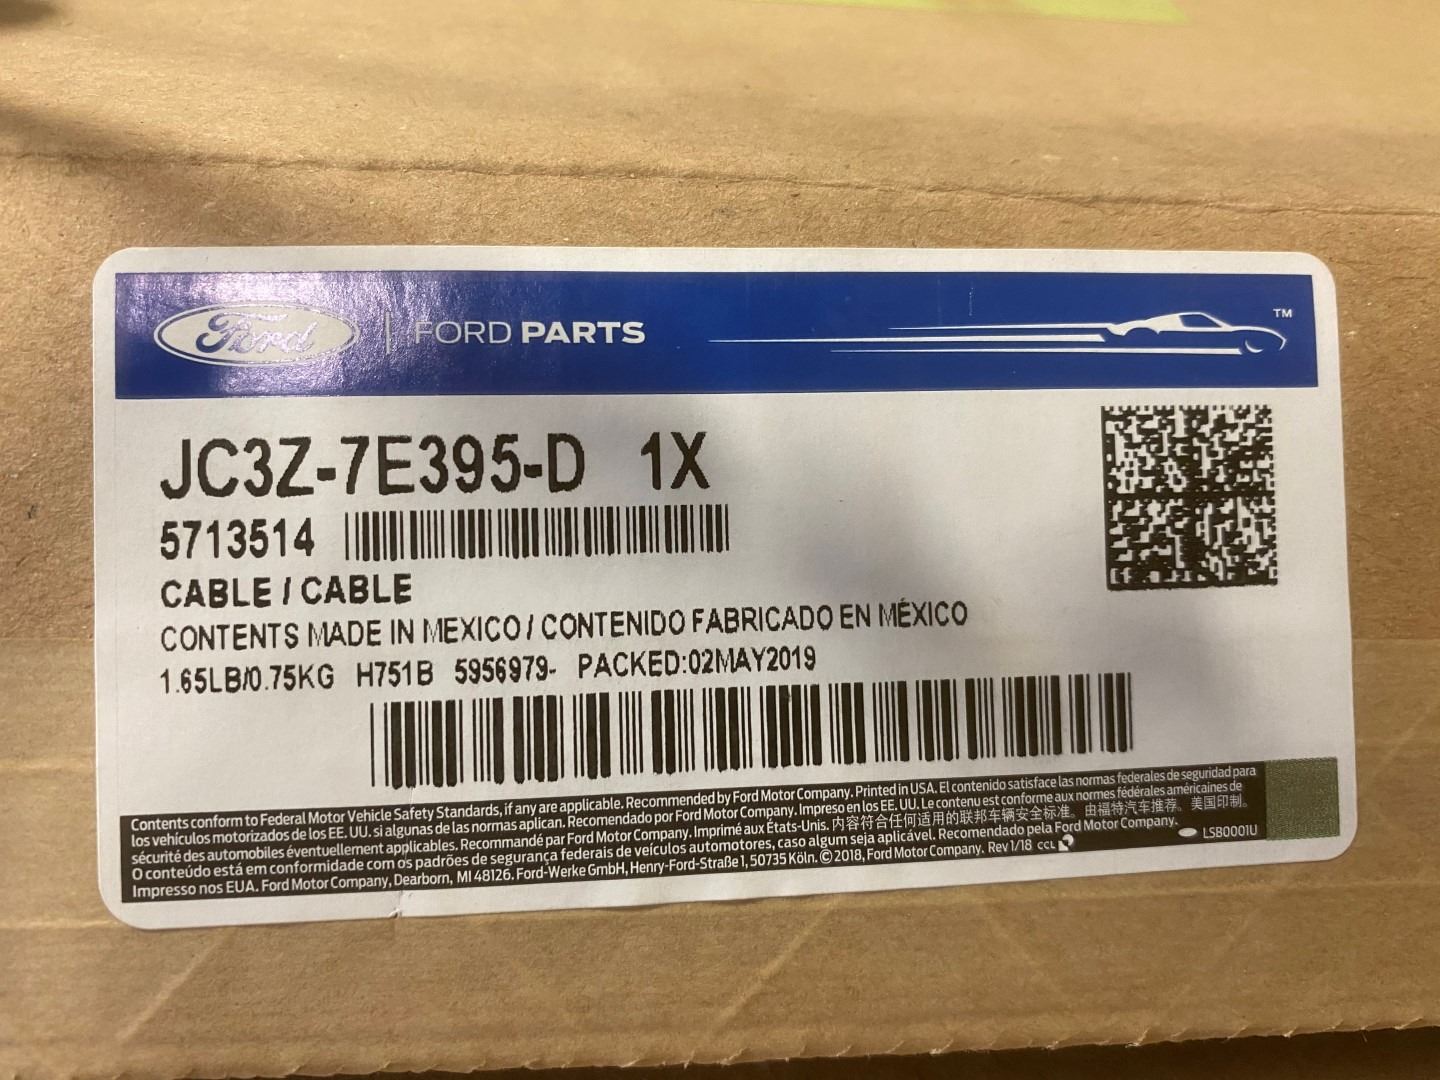 Ford | FORD PARTS
TM
JC3Z-7E395-D 1X
5713514
CABLE / CABLE
CONTENTS MADE IN MEXICO / CONTENIDO FABRICADO EN MÉXICO
1.65LB/0.75KG H751B 5956979- PACKED:02MAY2019
Contents conform to Federal Motor Vehicle Safety Standards, if any are applicable. Recommended by Ford Motor Company. Printed in USA. El contenido satisface las normas federales de seguridad para
los vehículos motorizados de los EE. UU. si algunas de las normas aplican. Recomendado por Ford Motor Company. Impreso en los EE. UU. Le contenu est conforme aux normes fédérales américaines de
sécurité des automobiles éventuellement applicables. Recommandé par Ford Motor Company. Imprimé aux États-Unis. 内容符合任何适用的联邦车辆安全标准。由福特汽车推荐。美国印制。
O conteúdo está em conformidade com os padrões de segurança federais de veículos automotores, caso algum seja aplicável. Recomendado pela Ford Motor Company.
Impresso nos EUA. Ford Motor Company, Dearborn, MI 48126. Ford-Werke GmbH, Henry-Ford-Straße 1, 50735 Köln. © 2018, Ford Motor Company. Rev 1/18 CCL
LSB0001U